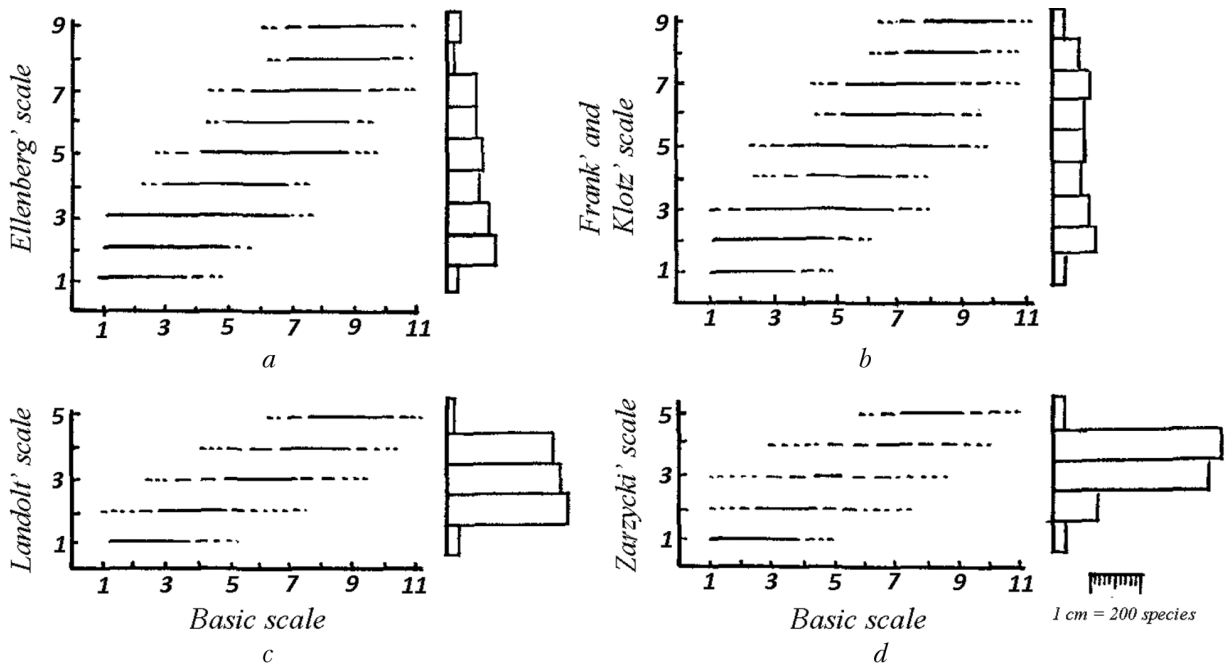 Ellenberg' scale
9
7
5
3
1
1 3 5 7 9 11
a
Frank' and
Klotz' scale
9
7
5
3
1
1 3 5 7 9 11
b
Landolt' scale
5
3
1
1 3 5 7 9 11
Basic scale
c
Zarzycki' scale
5
3
1
1 3 5 7 9 11
Basic scale
d
1 cm = 200 species